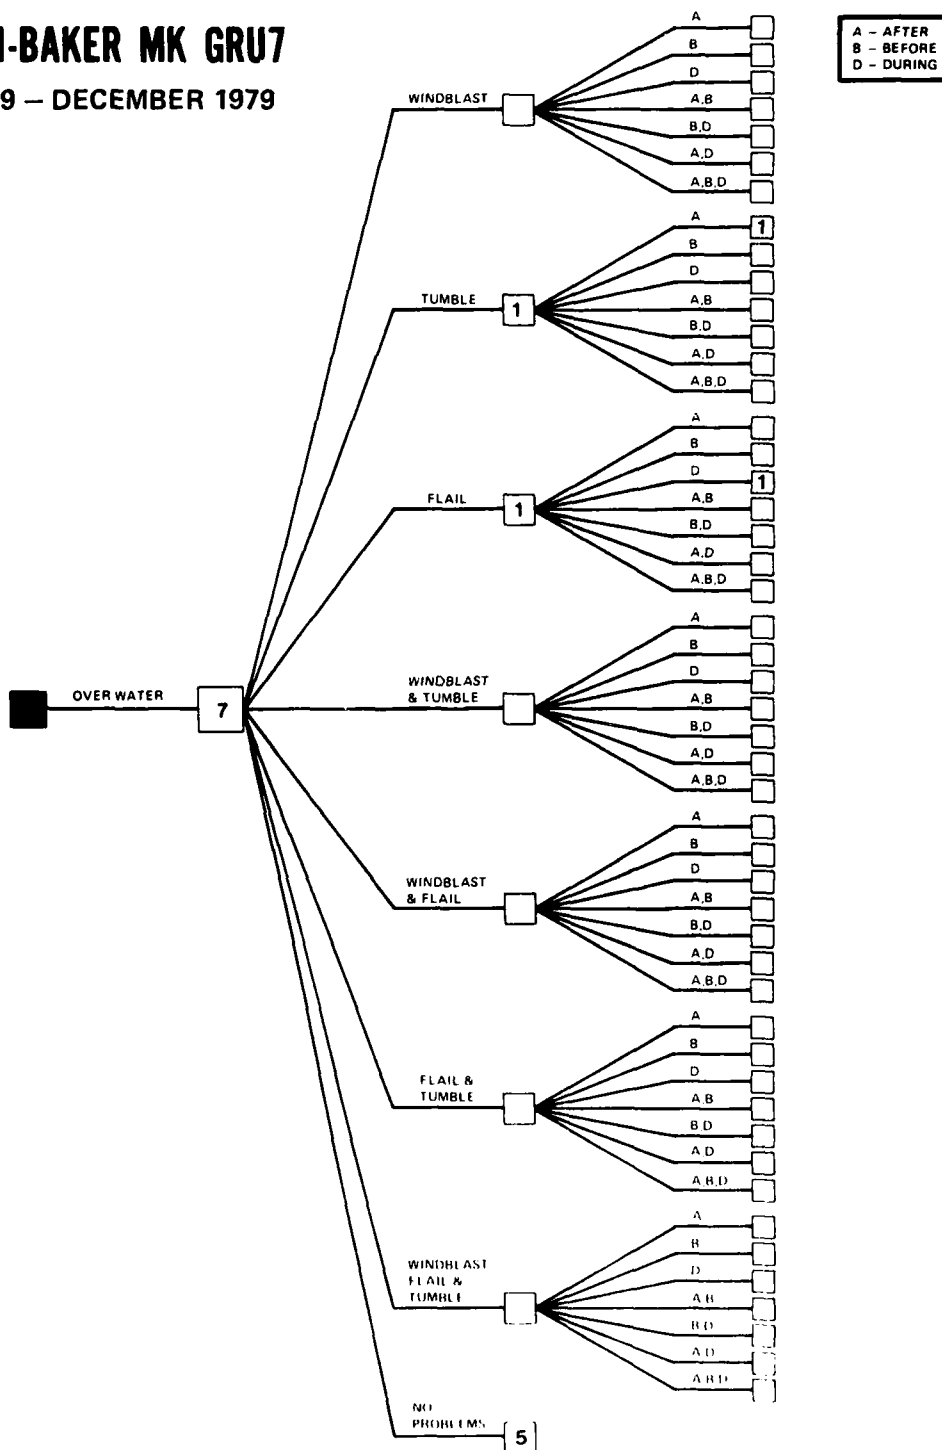 I-BAKER MK GRU7
9 – DECEMBER 1979
A – AFTER
B – BEFORE
D – DURING
WINDBLAST
A
B
D
A,B
B,D
A,D
A,B,D
TUMBLE
1
A
1
B
D
A,B
B,D
A,D
A,B,D
FLAIL
1
A
B
D
1
A,B
B,D
A,D
A,B,D
OVER WATER
7
WINDBLAST
& TUMBLE
A
B
D
A,B
B,D
A,D
A,B,D
WINDBLAST
& FLAIL
A
B
D
A,B
B,D
A,D
A,B,D
FLAIL &
TUMBLE
A
B
D
A,B
B,D
A,D
A,B,D
WINDBLAST
FLAIL &
TUMBLE
A
B
D
A,B
B,D
A,D
A,B,D
NO
PROBLEMS
5